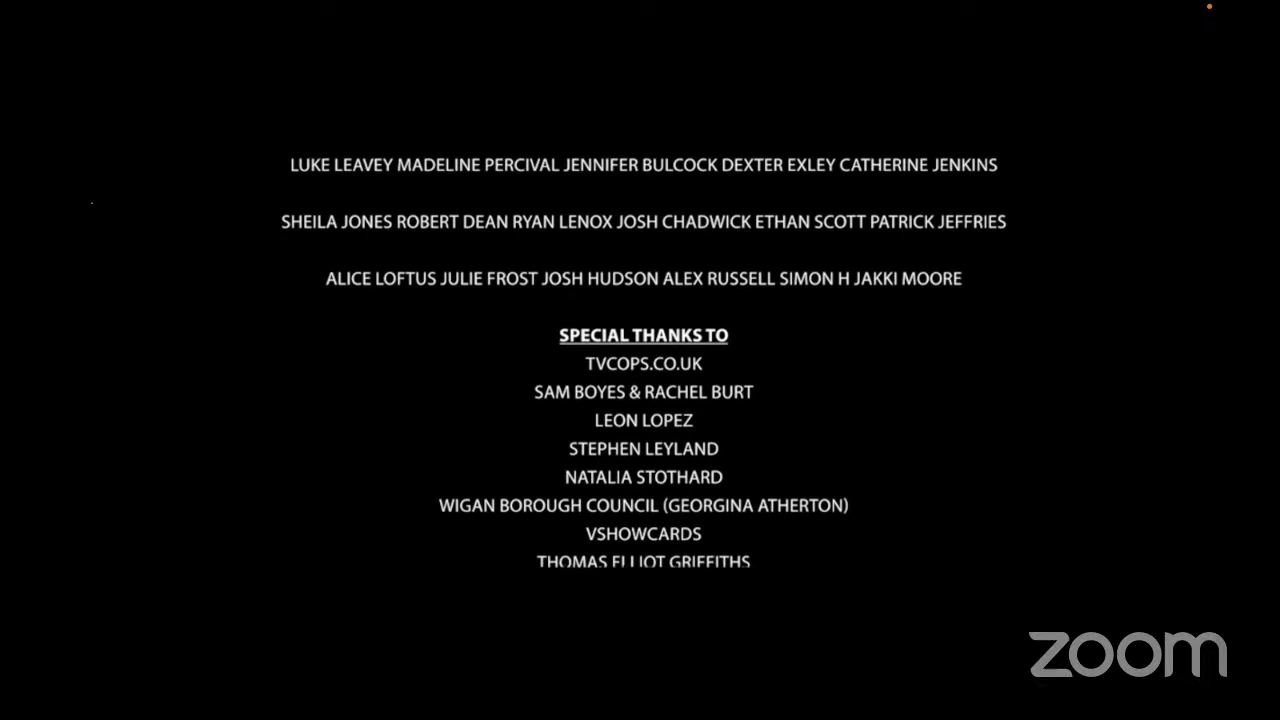 LUKE LEAVEY MADELINE PERCIVAL JENNIFER BULCOCK DEXTER EXLEY CATHERINE JENKINS
SHEILA JONES ROBERT DEAN RYAN LENOX JOSH CHADWICK ETHAN SCOTT PATRICK JEFFRIES
ALICE LOFTUS JULIE FROST JOSH HUDSON ALEX RUSSELL SIMON H JAKKI MOORE
SPECIAL THANKS TO
TVCOPS.CO.UK
SAM BOYES & RACHEL BURT
LEON LOPEZ
STEPHEN LEYLAND
NATALIA STOTHARD
WIGAN BOROUGH COUNCIL (GEORGINA ATHERTON)
VSHOWCARDS
THOMAS ELLIOT GRIFFITHS
zoom